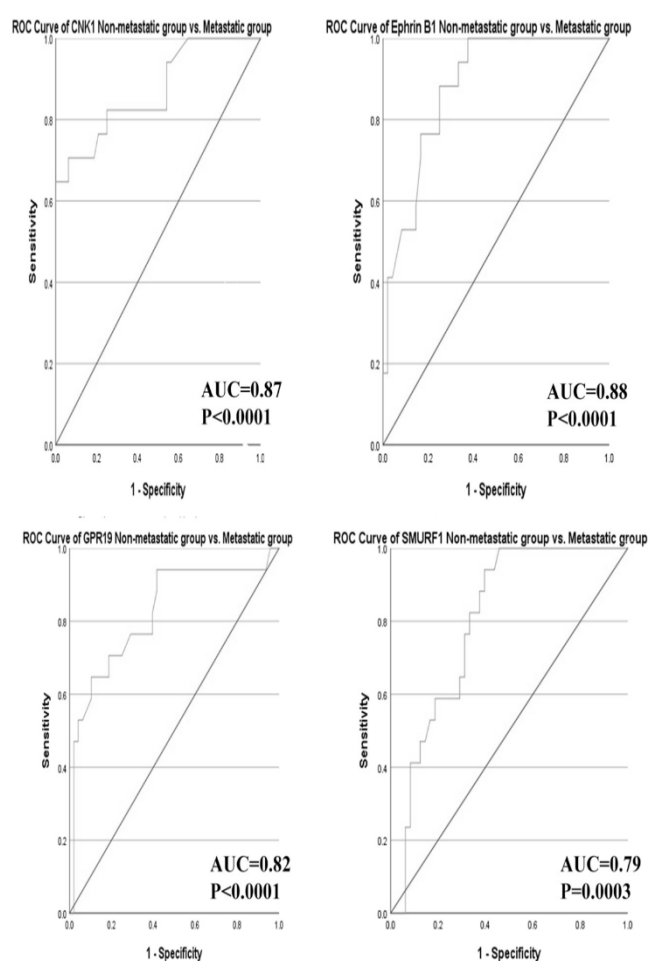 ROC Curve of CNK1 Non-metastatic group vs. Metastatic group
1.0
0.8
0.6
0.4
0.2
0.0
Sensitivity
AUC=0.87
P<0.0001
0.0 0.2 0.4 0.6 0.8 1.0
1 - Specificity
ROC Curve of Ephrin B1 Non-metastatic group vs. Metastatic group
1.0
0.8
0.6
0.4
0.2
0.0
Sensitivity
AUC=0.88
P<0.0001
0.0 0.2 0.4 0.6 0.8 1.0
1 - Specificity
ROC Curve of GPR19 Non-metastatic group vs. Metastatic group
1.0
0.8
0.6
0.4
0.2
0.0
Sensitivity
AUC=0.82
P<0.0001
0.0 0.2 0.4 0.6 0.8 1.0
1 - Specificity
ROC Curve of SMURF1 Non-metastatic group vs. Metastatic group
1.0
0.8
0.6
0.4
0.2
0.0
Sensitivity
AUC=0.79
P=0.0003
0.0 0.2 0.4 0.6 0.8 1.0
1 - Specificity